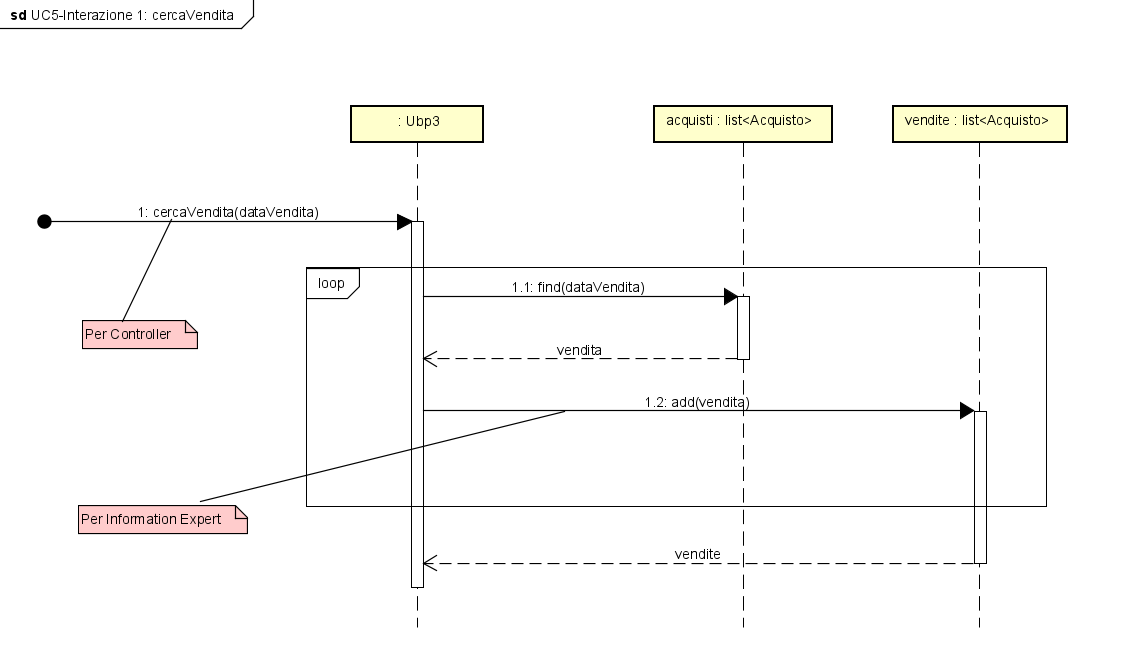 sd UC5-Interazione 1: cercaVendita
: Ubp3
acquisti : list<Acquisto>
vendite : list<Acquisto>
1: cercaVendita(dataVendita)
loop
1.1: find(dataVendita)
Per Controller
vendita
1.2: add(vendita)
Per Information Expert
vendite